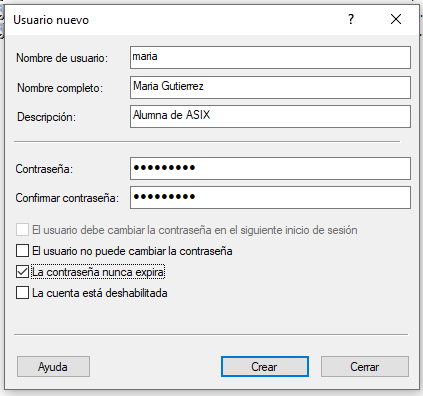 Usuario nuevo
Nombre de usuario: maria
Nombre completo: Maria Gutierrez
Descripción: Alumna de ASIX
Contraseña: ●●●●●●●●●
Confirmar contraseña: ●●●●●●●●●
El usuario debe cambiar la contraseña en el siguiente inicio de sesión
El usuario no puede cambiar la contraseña
La contraseña nunca expira
La cuenta está deshabilitada
Ayuda Crear Cerrar